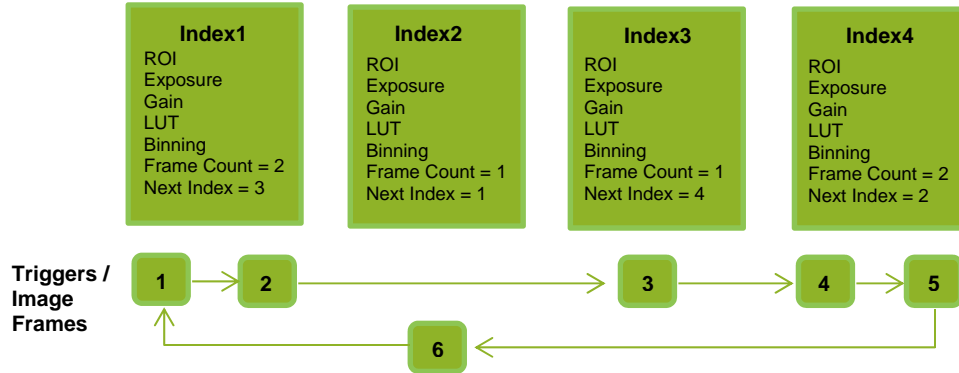 Index1
ROI
Exposure
Gain
LUT
Binning
Frame Count = 2
Next Index = 3
Index2
ROI
Exposure
Gain
LUT
Binning
Frame Count = 1
Next Index = 1
Index3
ROI
Exposure
Gain
LUT
Binning
Frame Count = 1
Next Index = 4
Index4
ROI
Exposure
Gain
LUT
Binning
Frame Count = 2
Next Index = 2
Triggers /
Image
Frames
1
2
3
4
5
6